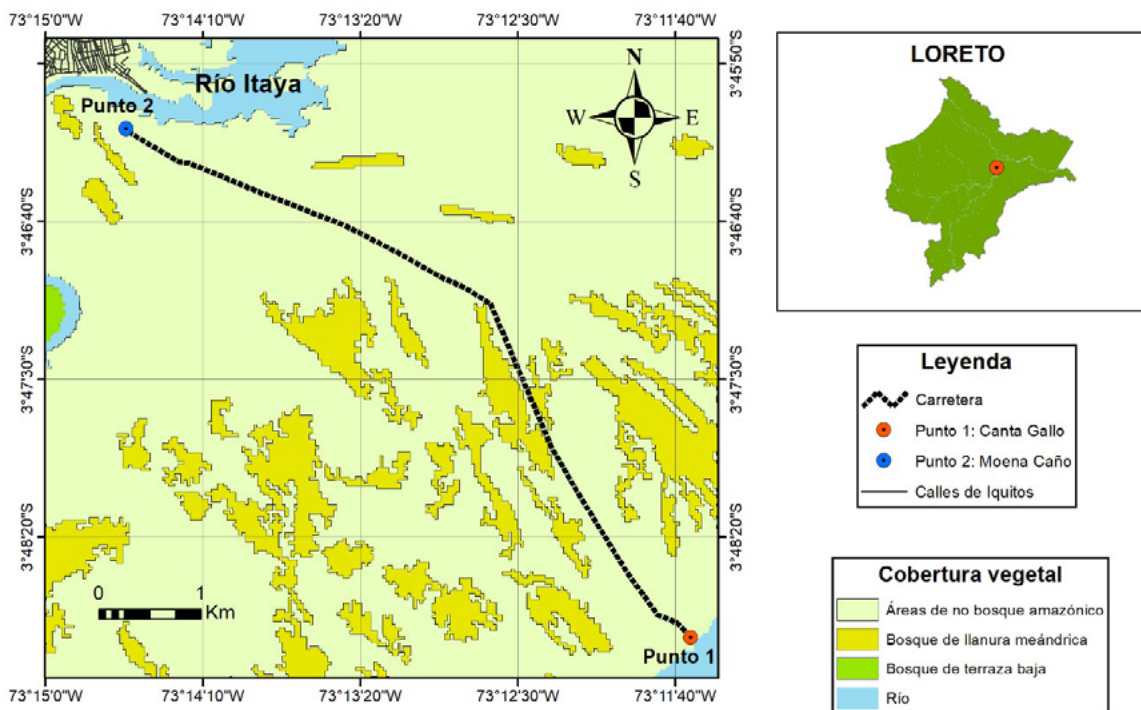 73°15'0"W 73°14'10"W 73°13'20"W 73°12'30"W 73°11'40"W
3°45'50"S
3°46'40"S
3°47'30"S
3°48'20"S
Río Itaya
Punto 2
N
W E
S
0 1
Km
Punto 1
3°45'50"S
3°46'40"S
3°47'30"S
3°48'20"S
73°15'0"W 73°14'10"W 73°13'20"W 73°12'30"W 73°11'40"W
LORETO
Leyenda
Carretera
Punto 1: Canta Gallo
Punto 2: Moena Caño
Calles de Iquitos
Cobertura vegetal
Áreas de no bosque amazónico
Bosque de llanura meándrica
Bosque de terraza baja
Río